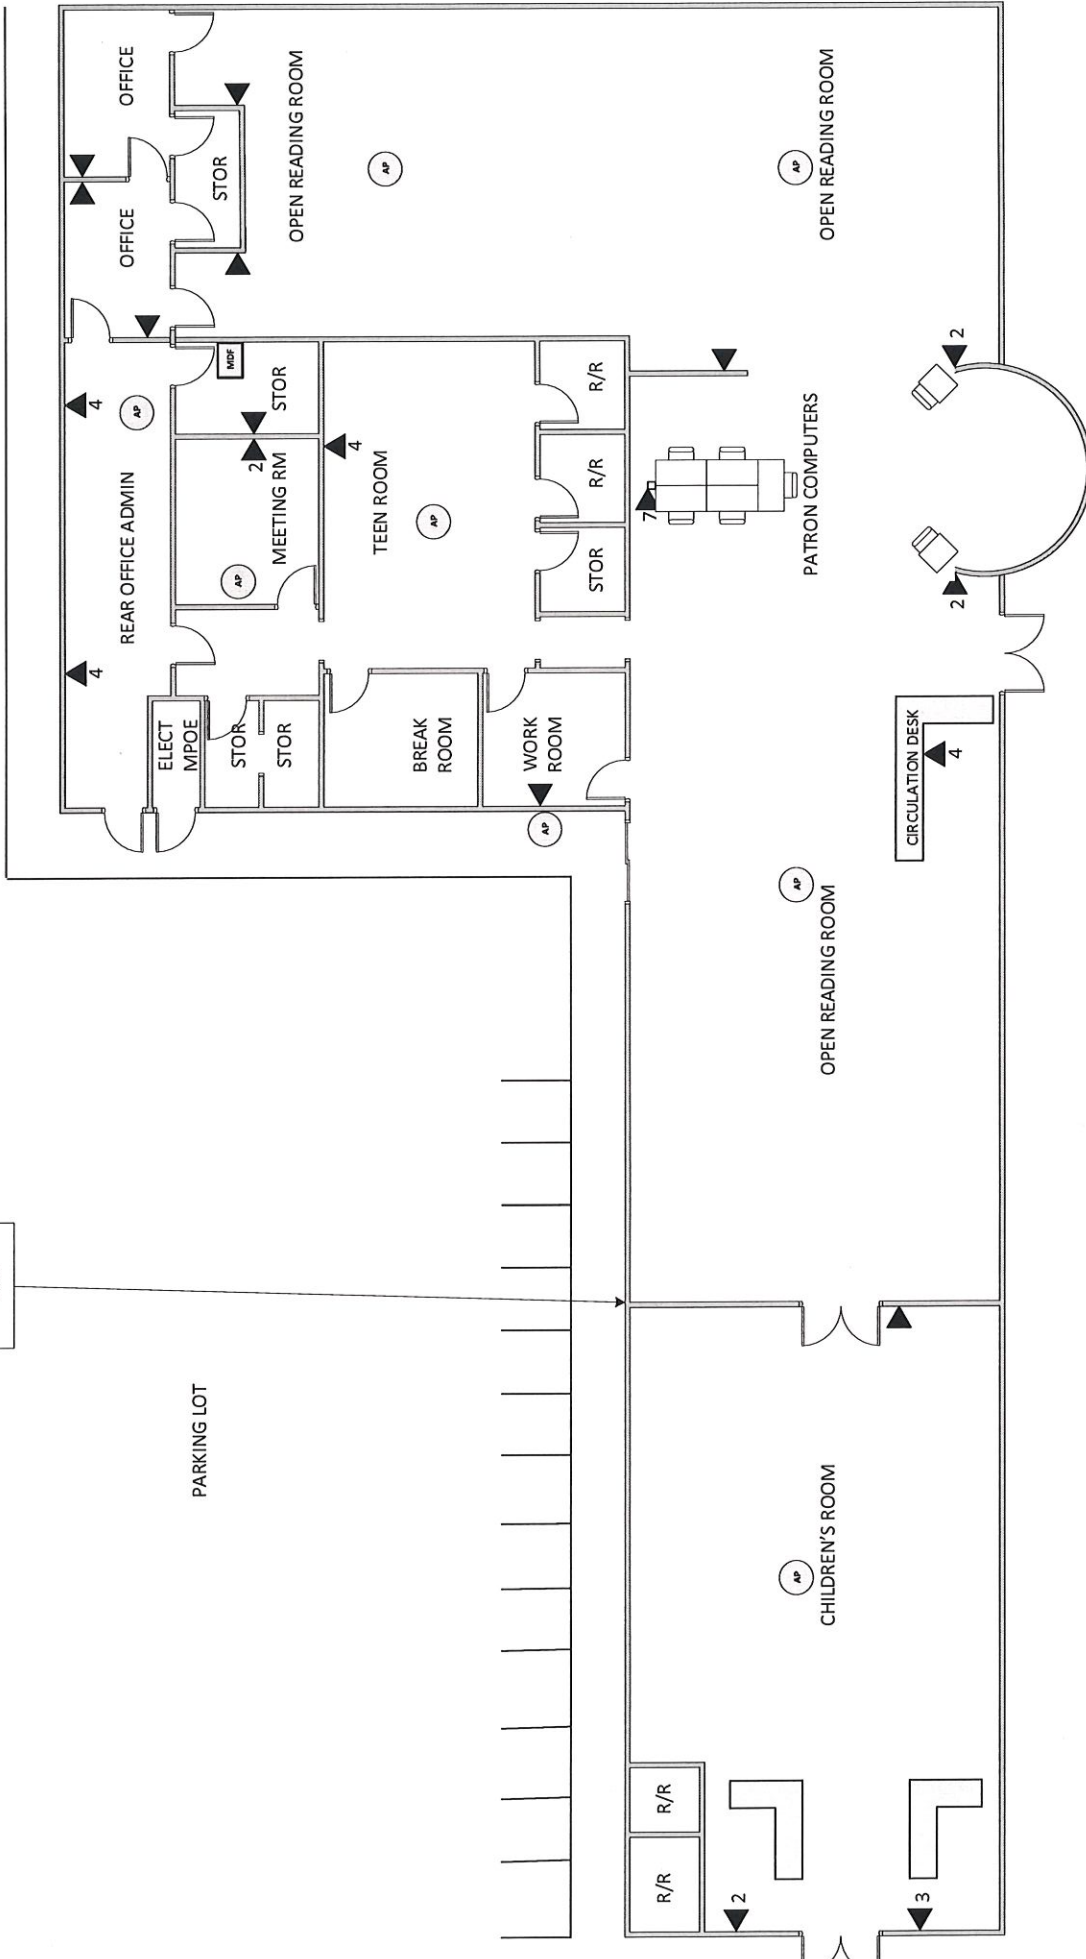 OFFICE
OFFICE
STOR
OPEN READING ROOM
AP
OPEN READING ROOM
AP
4
AP
MDF
STOR
REAR OFFICE ADMIN
2
MEETING RM
AP
4
TEEN ROOM
AP
R/R
R/R
STOR
7
PATRON COMPUTERS
2
2
4
ELECT
MPOE
STOR
STOR
BREAK
ROOM
WORK
ROOM
AP
CIRCULATION DESK
4
AP
OPEN READING ROOM
PARKING LOT
AP
CHILDREN'S ROOM
R/R
R/R
2
3